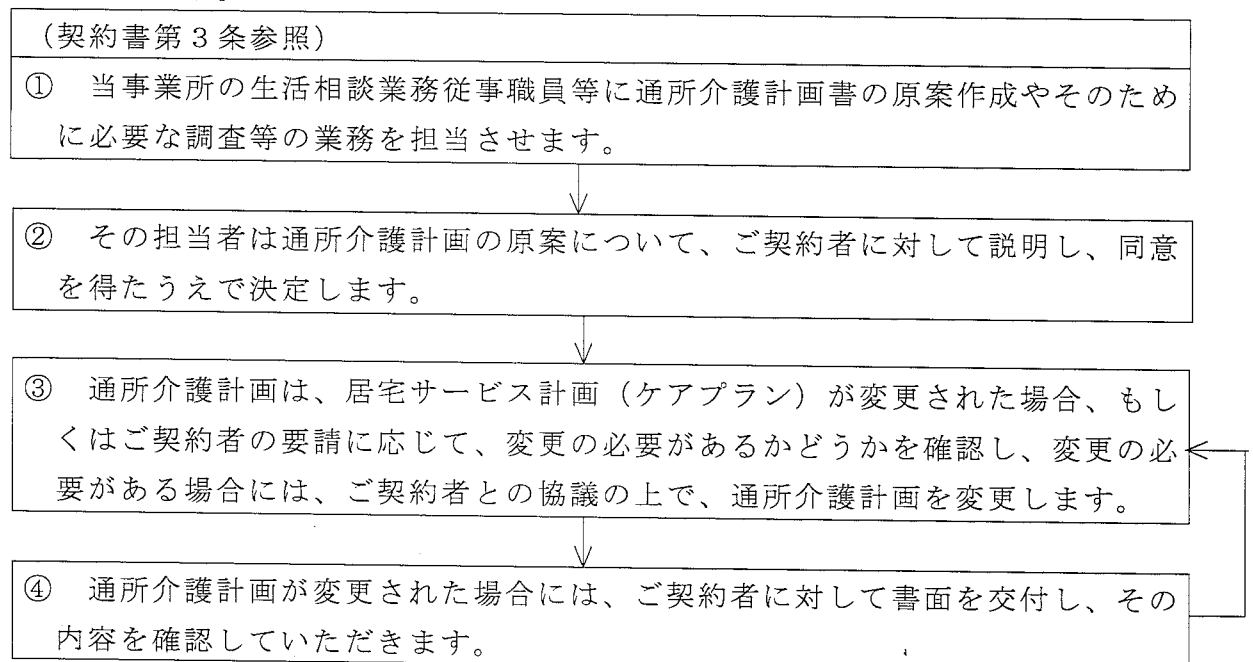 (契約書第3条参照)
① 当事業所の生活相談業務従事職員等に通所介護計画書の原案作成やそのため
に必要な調査等の業務を担当させます。
② その担当者は通所介護計画の原案について、ご契約者に対して説明し、同意
を得たうえで決定します。
③ 通所介護計画は、居宅サービス計画(ケアプラン)が変更された場合、もし
くはご契約者の要請に応じて、変更の必要があるかどうかを確認し、変更の必
要がある場合には、ご契約者との協議の上で、通所介護計画を変更します。
④ 通所介護計画が変更された場合には、ご契約者に対して書面を交付し、その
内容を確認していただきます。